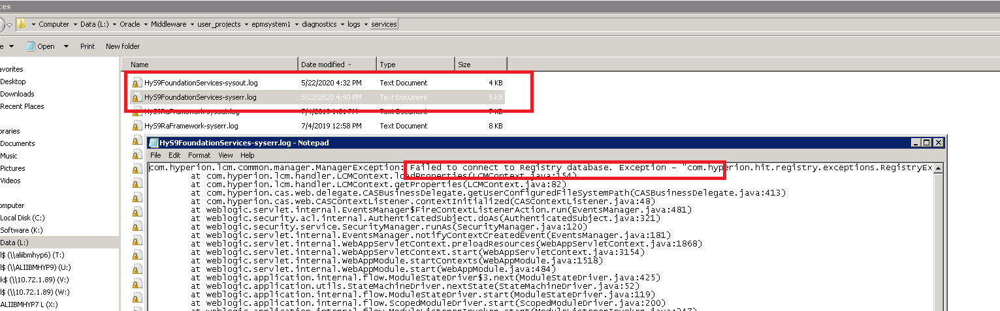 ces
Computer Data (L:) Oracle Middleware user_projects epmsystem1 diagnostics logs services
e Open Print New folder
avorites
Desktop
Downloads
Recent Places
braries
Documents
Music
Pictures
Videos
omputer
Local Disk (C:)
Software (K:)
Data (L:)
l$ (\\aliibmhyp6) (T:)
l$ (\\ALIIBMHYP9) (U:)
k$ (\\10.72.1.89) (V:)
l$ (\\10.72.1.89) (W:)
ALIIBMHYP7 L (X:)
Name Date modified Type Size
HyS9FoundationServices-sysout.log 5/22/2020 4:32 PM Text Document 4 KB
HyS9FoundationServices-syserr.log 5/22/2020 4:40 PM Text Document 5 KB
HyS9RaFramework-sysout.log 7/4/2019 1:01 PM Text Document 7 KB
HyS9RaFramework-syserr.log 7/4/2019 12:58 PM Text Document 8 KB
HyS9FoundationServices-syserr.log - Notepad
File Edit Format View Help
com.hyperion.lcm.common.manager.ManagerException: Failed to connect to Registry database. Exception - "com.hyperion.hit.registry.exceptions.RegistryEx
at com.hyperion.lcm.handler.LCMContext.loadProperties(LCMContext.java:154)
at com.hyperion.lcm.handler.LCMContext.getProperties(LCMContext.java:82)
at com.hyperion.cas.web.delegate.CASBusinessDelegate.getUserConfiguredFileSystemPath(CASBusinessDelegate.java:413)
at com.hyperion.cas.web.CASContextListener.contextInitialized(CASContextListener.java:48)
at weblogic.servlet.internal.EventsManager$FireContextListenerAction.run(EventsManager.java:481)
at weblogic.security.acl.internal.AuthenticatedSubject.doAs(AuthenticatedSubject.java:321)
at weblogic.security.service.SecurityManager.runAs(SecurityManager.java:120)
at weblogic.servlet.internal.EventsManager.notifyContextCreatedEvent(EventsManager.java:181)
at weblogic.servlet.internal.WebAppServletContext.preloadResources(WebAppServletContext.java:1868)
at weblogic.servlet.internal.WebAppServletContext.start(WebAppServletContext.java:3154)
at weblogic.servlet.internal.WebAppModule.startContexts(WebAppModule.java:1518)
at weblogic.servlet.internal.WebAppModule.start(WebAppModule.java:484)
at weblogic.application.internal.flow.ModuleStateDriver$3.next(ModuleStateDriver.java:425)
at weblogic.application.utils.StateMachineDriver.nextState(StateMachineDriver.java:52)
at weblogic.application.internal.flow.ModuleStateDriver.start(ModuleStateDriver.java:119)
at weblogic.application.internal.flow.ScopedModuleDriver.start(ScopedModuleDriver.java:200)
at weblogic.application.internal.flow.ModuleListenerInvoker.start(ModuleListenerInvoker.java:247)